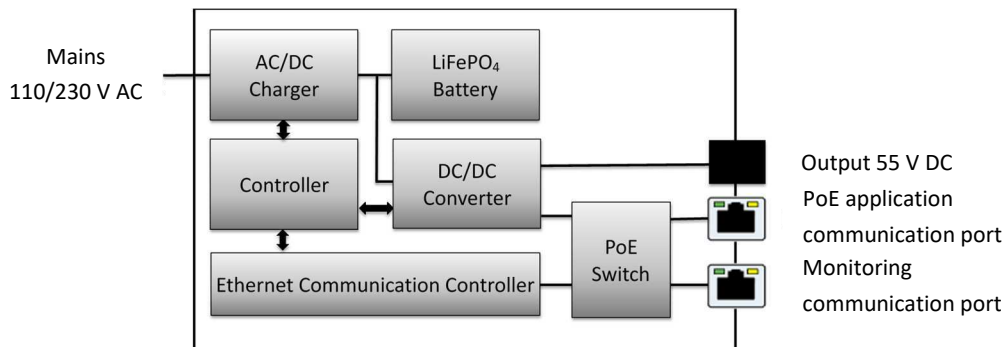 Mains
110/230 V AC
AC/DC
Charger
LiFePO₄
Battery
Controller
DC/DC
Converter
Ethernet Communication Controller
PoE
Switch
Output 55 V DC
PoE application
communication port
Monitoring
communication port